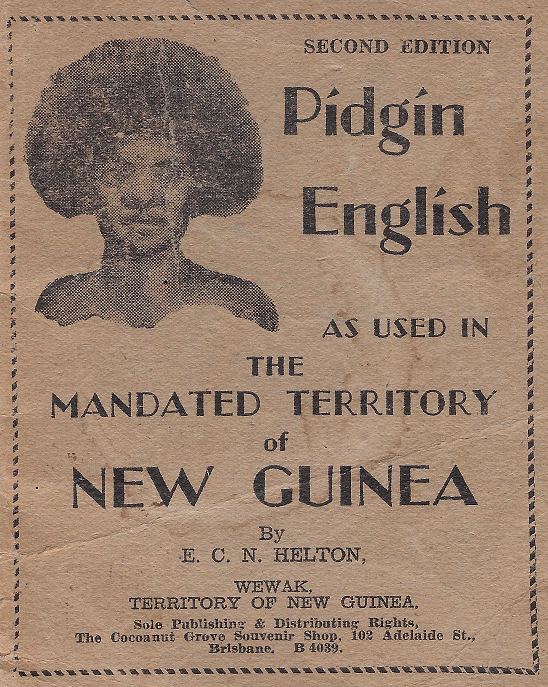 SECOND EDITION
Pidgin
English
AS USED IN
THE
MANDATED TERRITORY
of
NEW GUINEA
By
E. C. N. HELTON,
WEWAK,
TERRITORY OF NEW GUINEA.
Sole Publishing & Distributing Rights,
The Cocoanut Grove Souvenir Shop, 102 Adelaide St.,
Brisbane. B 4039.